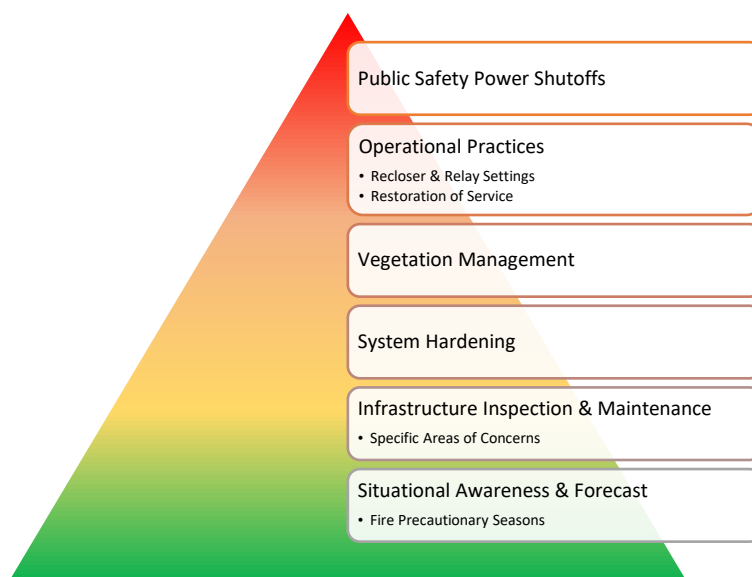 Public Safety Power Shutoffs
Operational Practices
• Recloser & Relay Settings
• Restoration of Service
Vegetation Management
System Hardening
Infrastructure Inspection & Maintenance
• Specific Areas of Concerns
Situational Awareness & Forecast
• Fire Precautionary Seasons